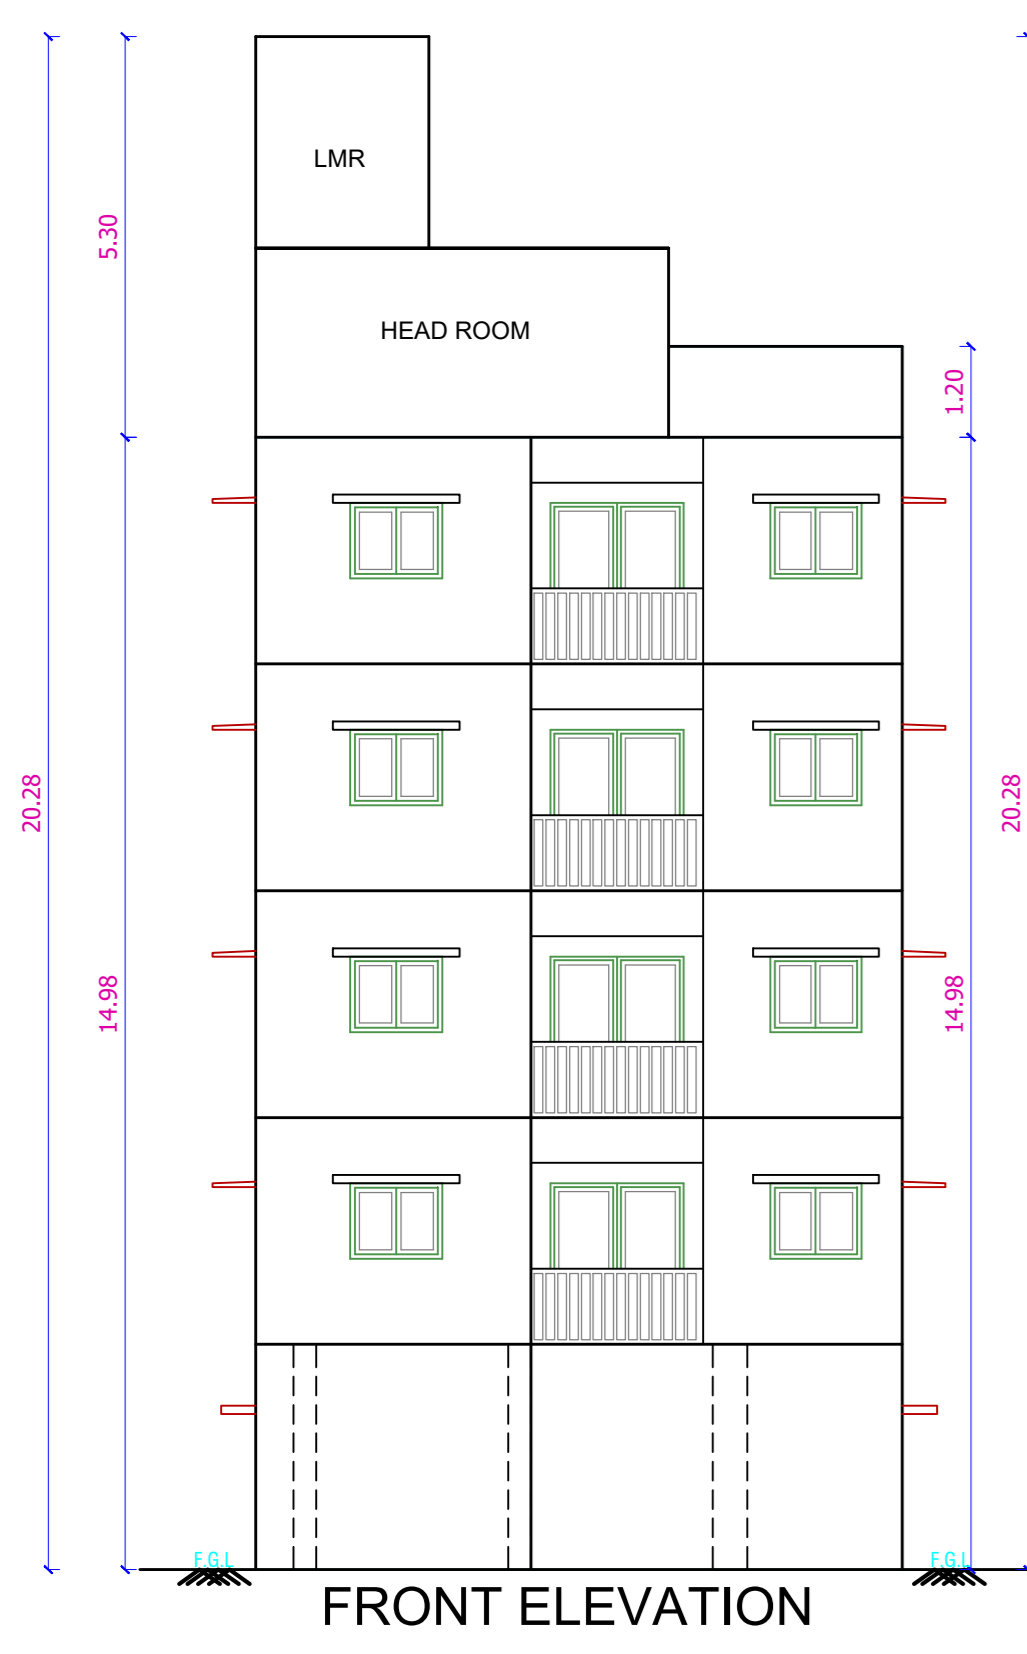 LMR
5.30
HEAD ROOM
1.20
20.28
20.28
14.98
14.98
F.G.L
F.G.L
FRONT ELEVATION